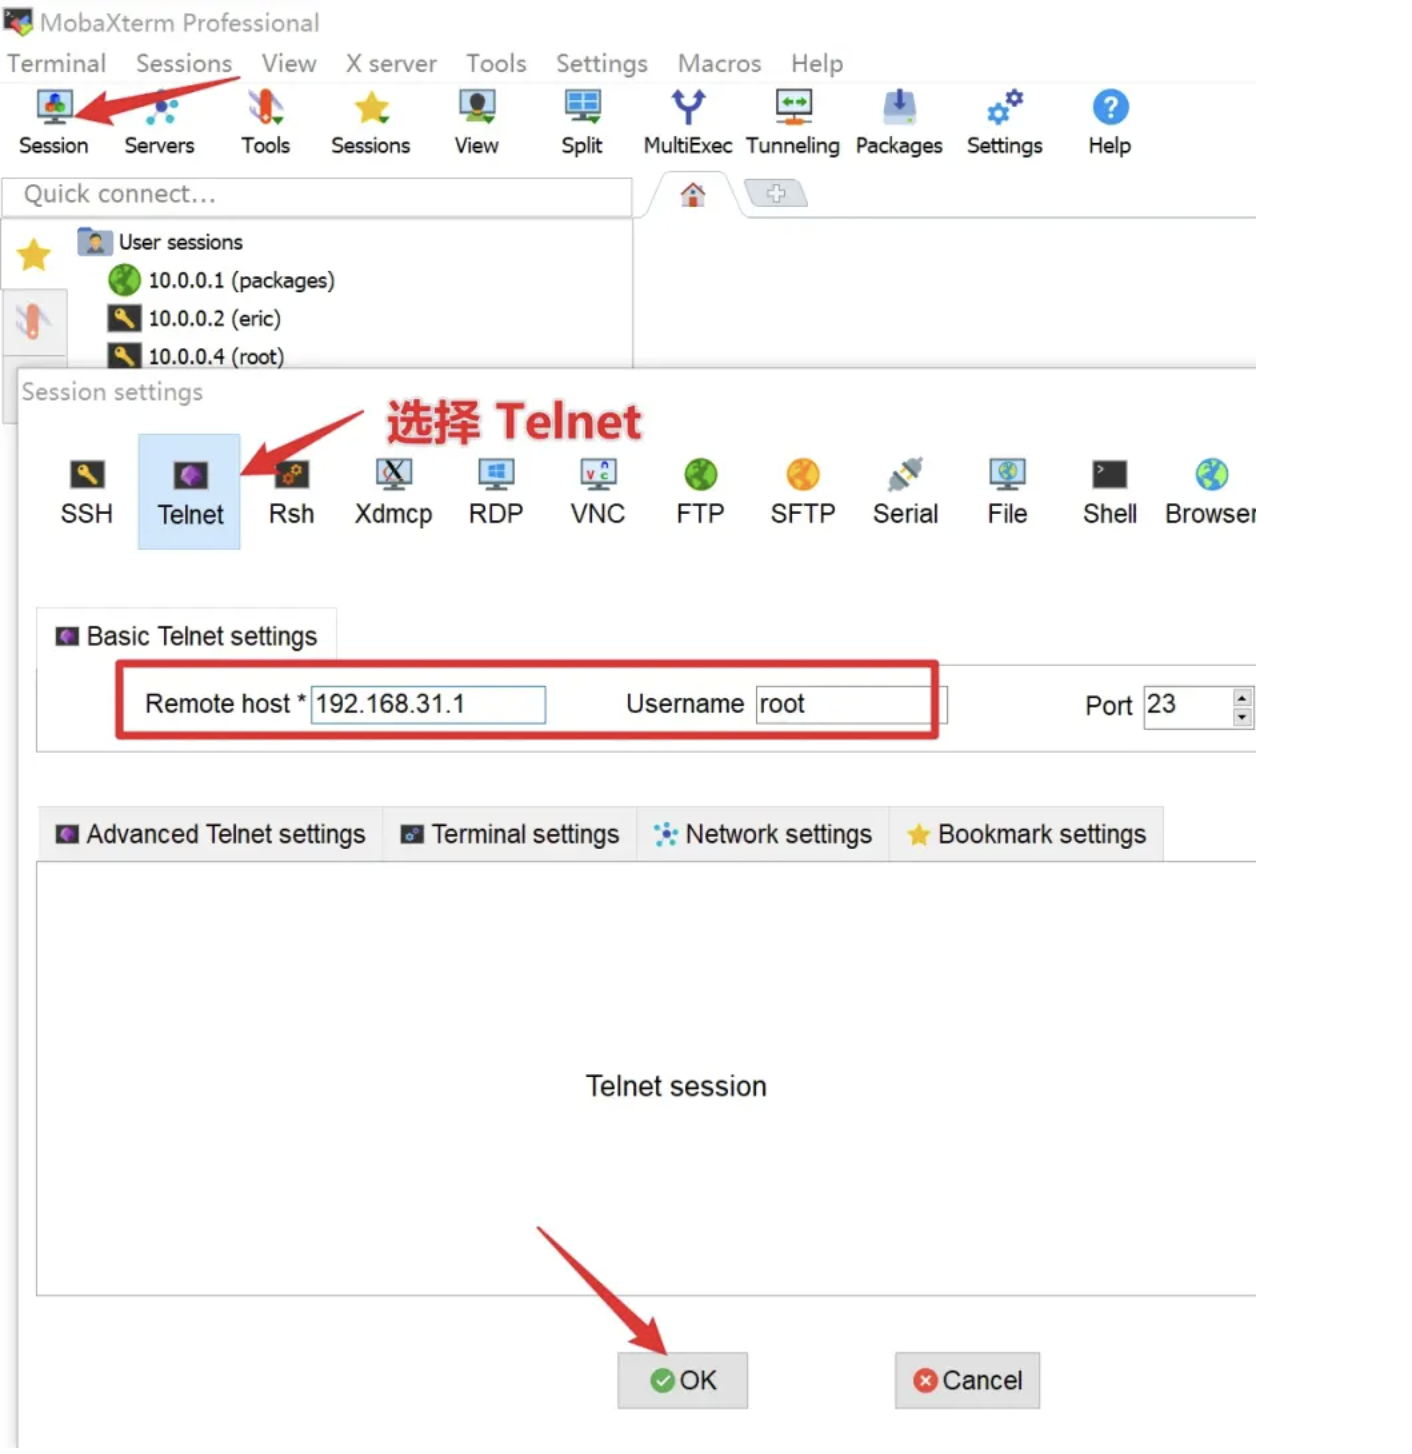 MobaXterm Professional
Terminal Sessions View X server Tools Settings Macros Help
Session Servers Tools Sessions View Split MultiExec Tunneling Packages Settings Help
Quick connect...
User sessions
10.0.0.1 (packages)
10.0.0.2 (eric)
10.0.0.4 (root)
Session settings
选择 Telnet
SSH Telnet Rsh Xdmcp RDP VNC FTP SFTP Serial File Shell Browser
Basic Telnet settings
Remote host * 192.168.31.1 Username root Port 23
Advanced Telnet settings Terminal settings Network settings Bookmark settings
Telnet session
OK Cancel